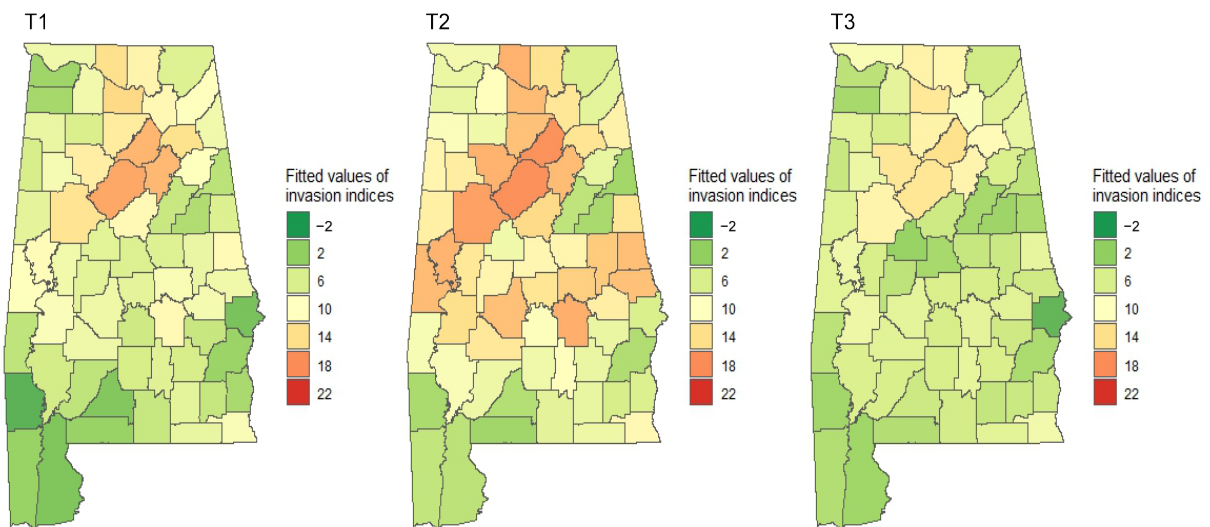 T1
T2
T3
Fitted values of
invasion indices
−2
2
6
10
14
18
22
Fitted values of
invasion indices
−2
2
6
10
14
18
22
Fitted values of
invasion indices
−2
2
6
10
14
18
22